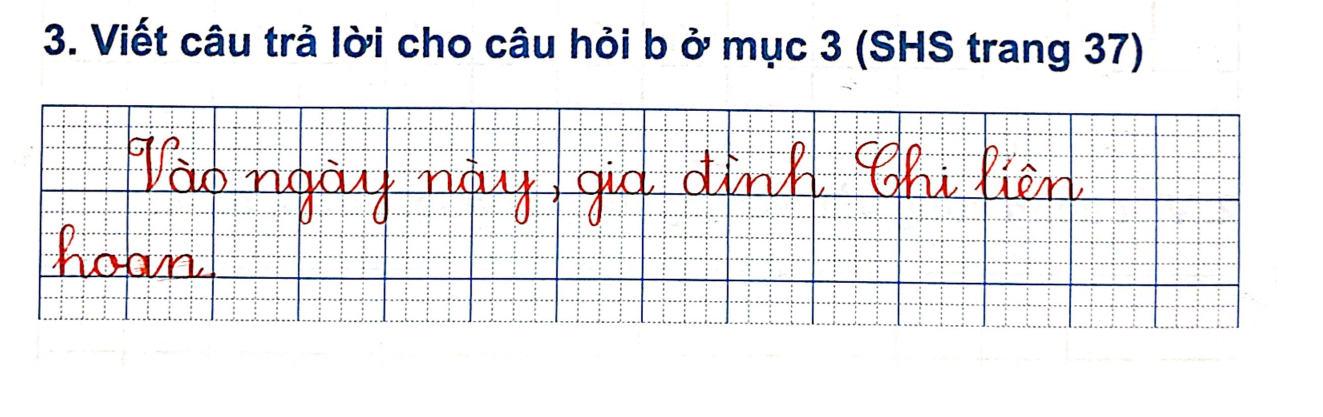 3. Viết câu trả lời cho câu hỏi b ở mục 3 (SHS trang 37)
Vào ngày này, gia đình Chi liên
hoan.